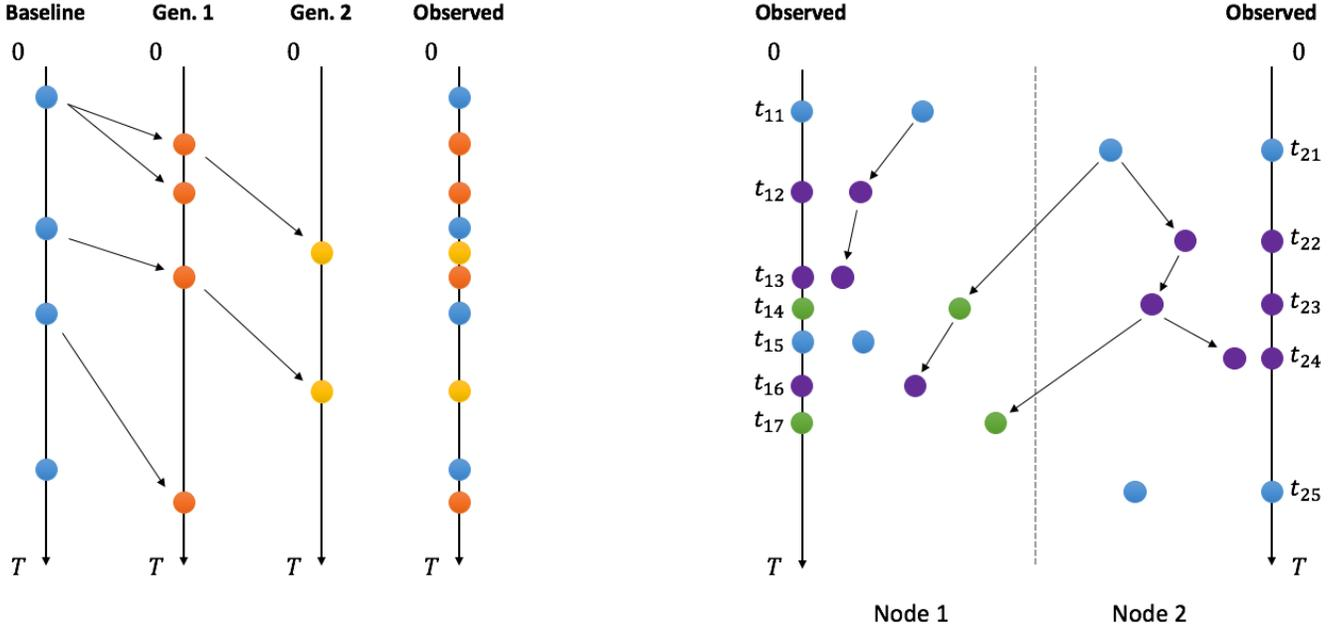 Baseline Gen. 1 Gen. 2 Observed
0 0 0 0
T T T T
Observed Observed
0 0
t11
t21
t12
t22
t13
t23
t14
t15
t24
t16
t17
t25
T T
Node 1 Node 2